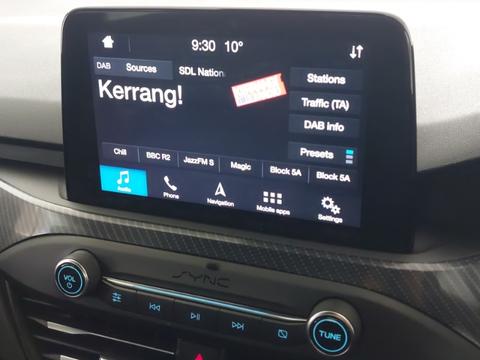 9:30 10°
DAB Sources SDL Nation
Stations
Kerrang!
Traffic (TA)
DAB info
Presets
Chill BBC R2 JazzFM S Magic Block 5A Block 5A
Audio Phone Navigation Mobile apps Settings
SYNC
VOL
TUNE